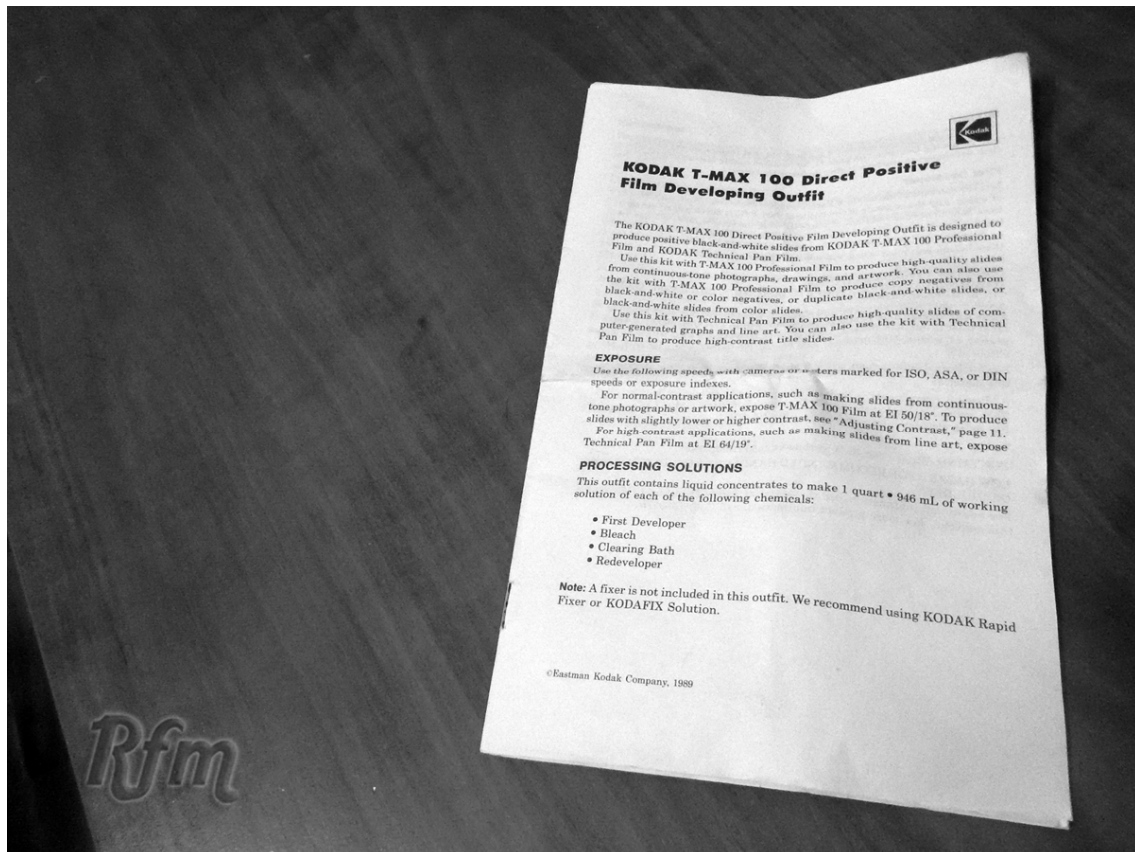 Kodak
KODAK T-MAX 100 Direct Positive
Film Developing Outfit
The KODAK T-MAX 100 Direct Positive Film Developing Outfit is designed to
produce positive black-and-white slides from KODAK T-MAX 100 Professional
Film and KODAK Technical Pan Film.
Use this kit with T-MAX 100 Professional Film to produce high-quality slides
from continuous-tone photographs, drawings, and artwork. You can also use
the kit with T-MAX 100 Professional Film to produce copy negatives from
black-and-white or color negatives, or duplicate black-and-white slides, or
black-and-white slides from color slides.
Use this kit with Technical Pan Film to produce high-quality slides of com-
puter-generated graphs and line art. You can also use the kit with Technical
Pan Film to produce high-contrast title slides.
EXPOSURE
Use the following speeds with cameras or meters marked for ISO, ASA, or DIN
speeds or exposure indexes.
For normal-contrast applications, such as making slides from continuous-
tone photographs or artwork, expose T-MAX 100 Film at EI 50/18°. To produce
slides with slightly lower or higher contrast, see "Adjusting Contrast," page 11.
For high-contrast applications, such as making slides from line art, expose
Technical Pan Film at EI 64/19°.
PROCESSING SOLUTIONS
This outfit contains liquid concentrates to make 1 quart • 946 mL of working
solution of each of the following chemicals:
• First Developer
• Bleach
• Clearing Bath
• Redeveloper
Note: A fixer is not included in this outfit. We recommend using KODAK Rapid
Fixer or KODAFIX Solution.
©Eastman Kodak Company, 1989
Rfm